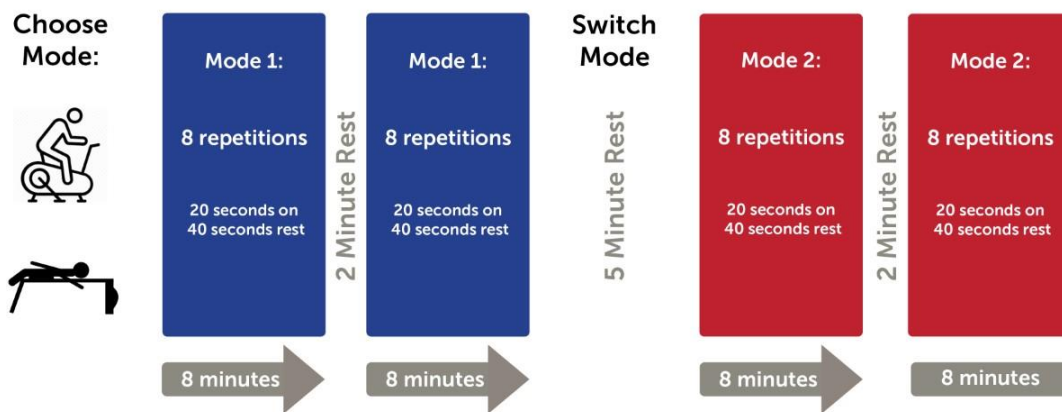 Choose
Mode:
Mode 1:
8 repetitions
20 seconds on
40 seconds rest
8 minutes
2 Minute Rest
Mode 1:
8 repetitions
20 seconds on
40 seconds rest
8 minutes
Switch
Mode
5 Minute Rest
Mode 2:
8 repetitions
20 seconds on
40 seconds rest
8 minutes
2 Minute Rest
Mode 2:
8 repetitions
20 seconds on
40 seconds rest
8 minutes